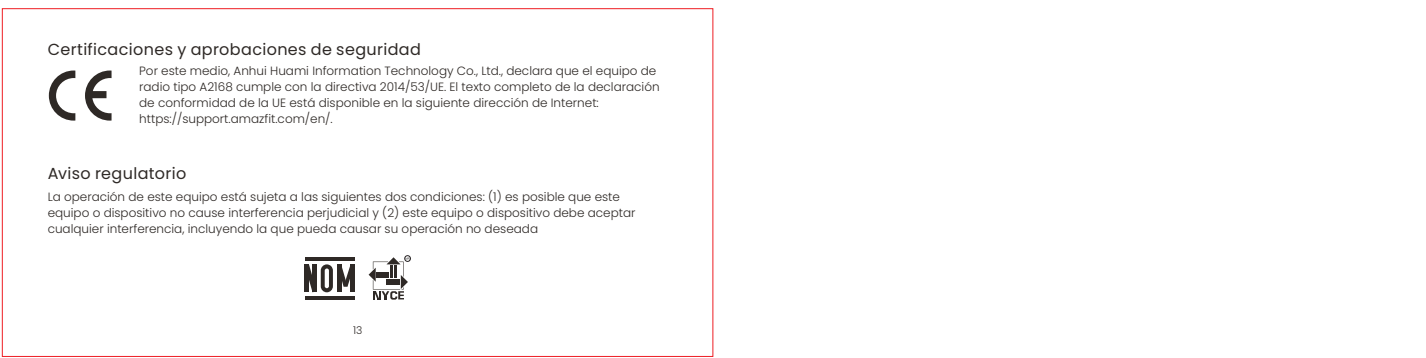 Certificaciones y aprobaciones de seguridad
CE
Por este medio, Anhui Huami Information Technology Co., Ltd., declara que el equipo de
radio tipo A2168 cumple con la directiva 2014/53/UE. El texto completo de la declaración
de conformidad de la UE está disponible en la siguiente dirección de Internet:
https://support.amazfit.com/en/.
Aviso regulatorio
La operación de este equipo está sujeta a las siguientes dos condiciones: (1) es posible que este
equipo o dispositivo no cause interferencia perjudicial y (2) este equipo o dispositivo debe aceptar
cualquier interferencia, incluyendo la que pueda causar su operación no deseada
NOM
NYCE
13